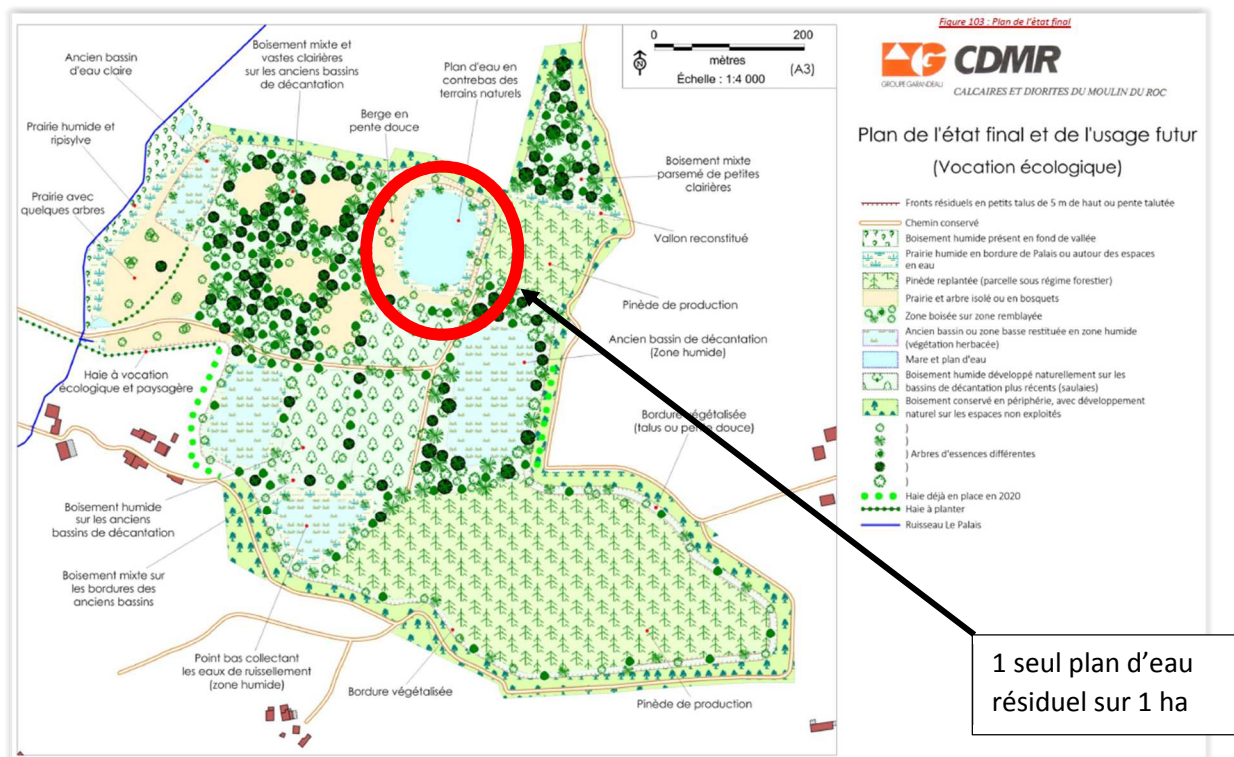 Figure 103 : Plan de l'état final
GROUPE GARANDEAU
CDMR
CALCAIRES ET DIORITES DU MOULIN DU ROC
Plan de l'état final et de l'usage futur
(Vocation écologique)
Fronts résiduels en petits talus de 5 m de haut ou pente talutée
Chemin conservé
Boisement humide présent en fond de vallée
Prairie humide en bordure de Palais ou autour des espaces
en eau
Pinède replantée (parcelle sous régime forestier)
Prairie et arbre isolé ou en bosquets
Zone boisée sur zone remblayée
Ancien bassin ou zone basse restituée en zone humide
(végétation herbacée)
Mare et plan d'eau
Boisement humide développé naturellement sur les
bassins de décantation plus récents (saulaies)
Boisement conservé en périphérie, avec développement
naturel sur les espaces non exploités
)
)
) Arbres d'essences différentes
)
)
Haie déjà en place en 2020
Haie à planter
Ruisseau Le Palais
0 200
mètres
Échelle : 1:4 000
(A3)
Ancien bassin
d'eau claire
Boisement mixte et
vastes clairières
sur les anciens bassins
de décantation
Plan d'eau en
contrebas des
terrains naturels
Berge en
pente douce
Prairie humide et
ripisylve
Prairie avec
quelques arbres
Boisement mixte
parsemé de petites
clairières
Vallon reconstitué
Pinède de production
Ancien bassin de décantation
(Zone humide)
Haie à vocation
écologique et paysagère
Bordure végétalisée
(talus ou pente douce)
Boisement humide
sur les anciens
bassins de décantation
Boisement mixte sur
les bordures des
anciens bassins
Point bas collectant
les eaux de ruissellement
(zone humide)
Bordure végétalisée
Pinède de production
1 seul plan d'eau
résiduel sur 1 ha